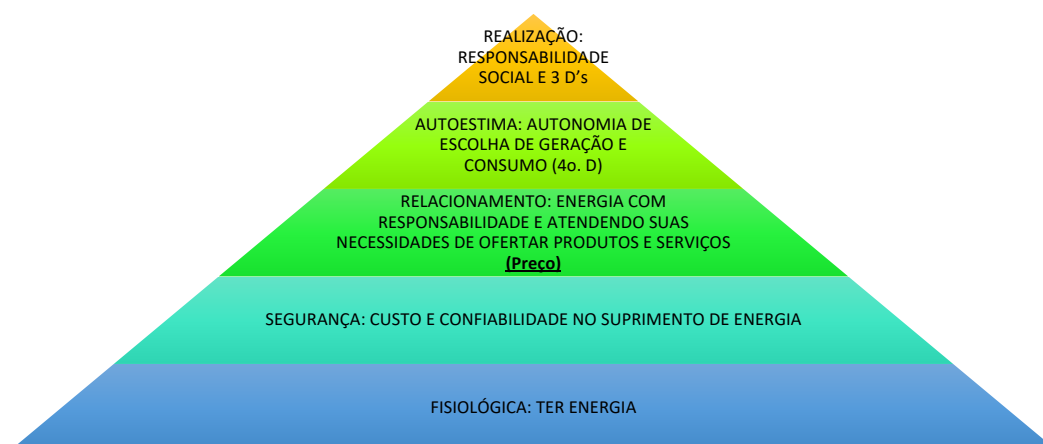 REALIZAÇÃO:
RESPONSABILIDADE
SOCIAL E 3 D’s
AUTOESTIMA: AUTONOMIA DE
ESCOLHA DE GERAÇÃO E
CONSUMO (4o. D)
RELACIONAMENTO: ENERGIA COM
RESPONSABILIDADE E ATENDENDO SUAS
NECESSIDADES DE OFERTAR PRODUTOS E SERVIÇOS
(Preço)
SEGURANÇA: CUSTO E CONFIABILIDADE NO SUPRIMENTO DE ENERGIA
FISIOLÓGICA: TER ENERGIA